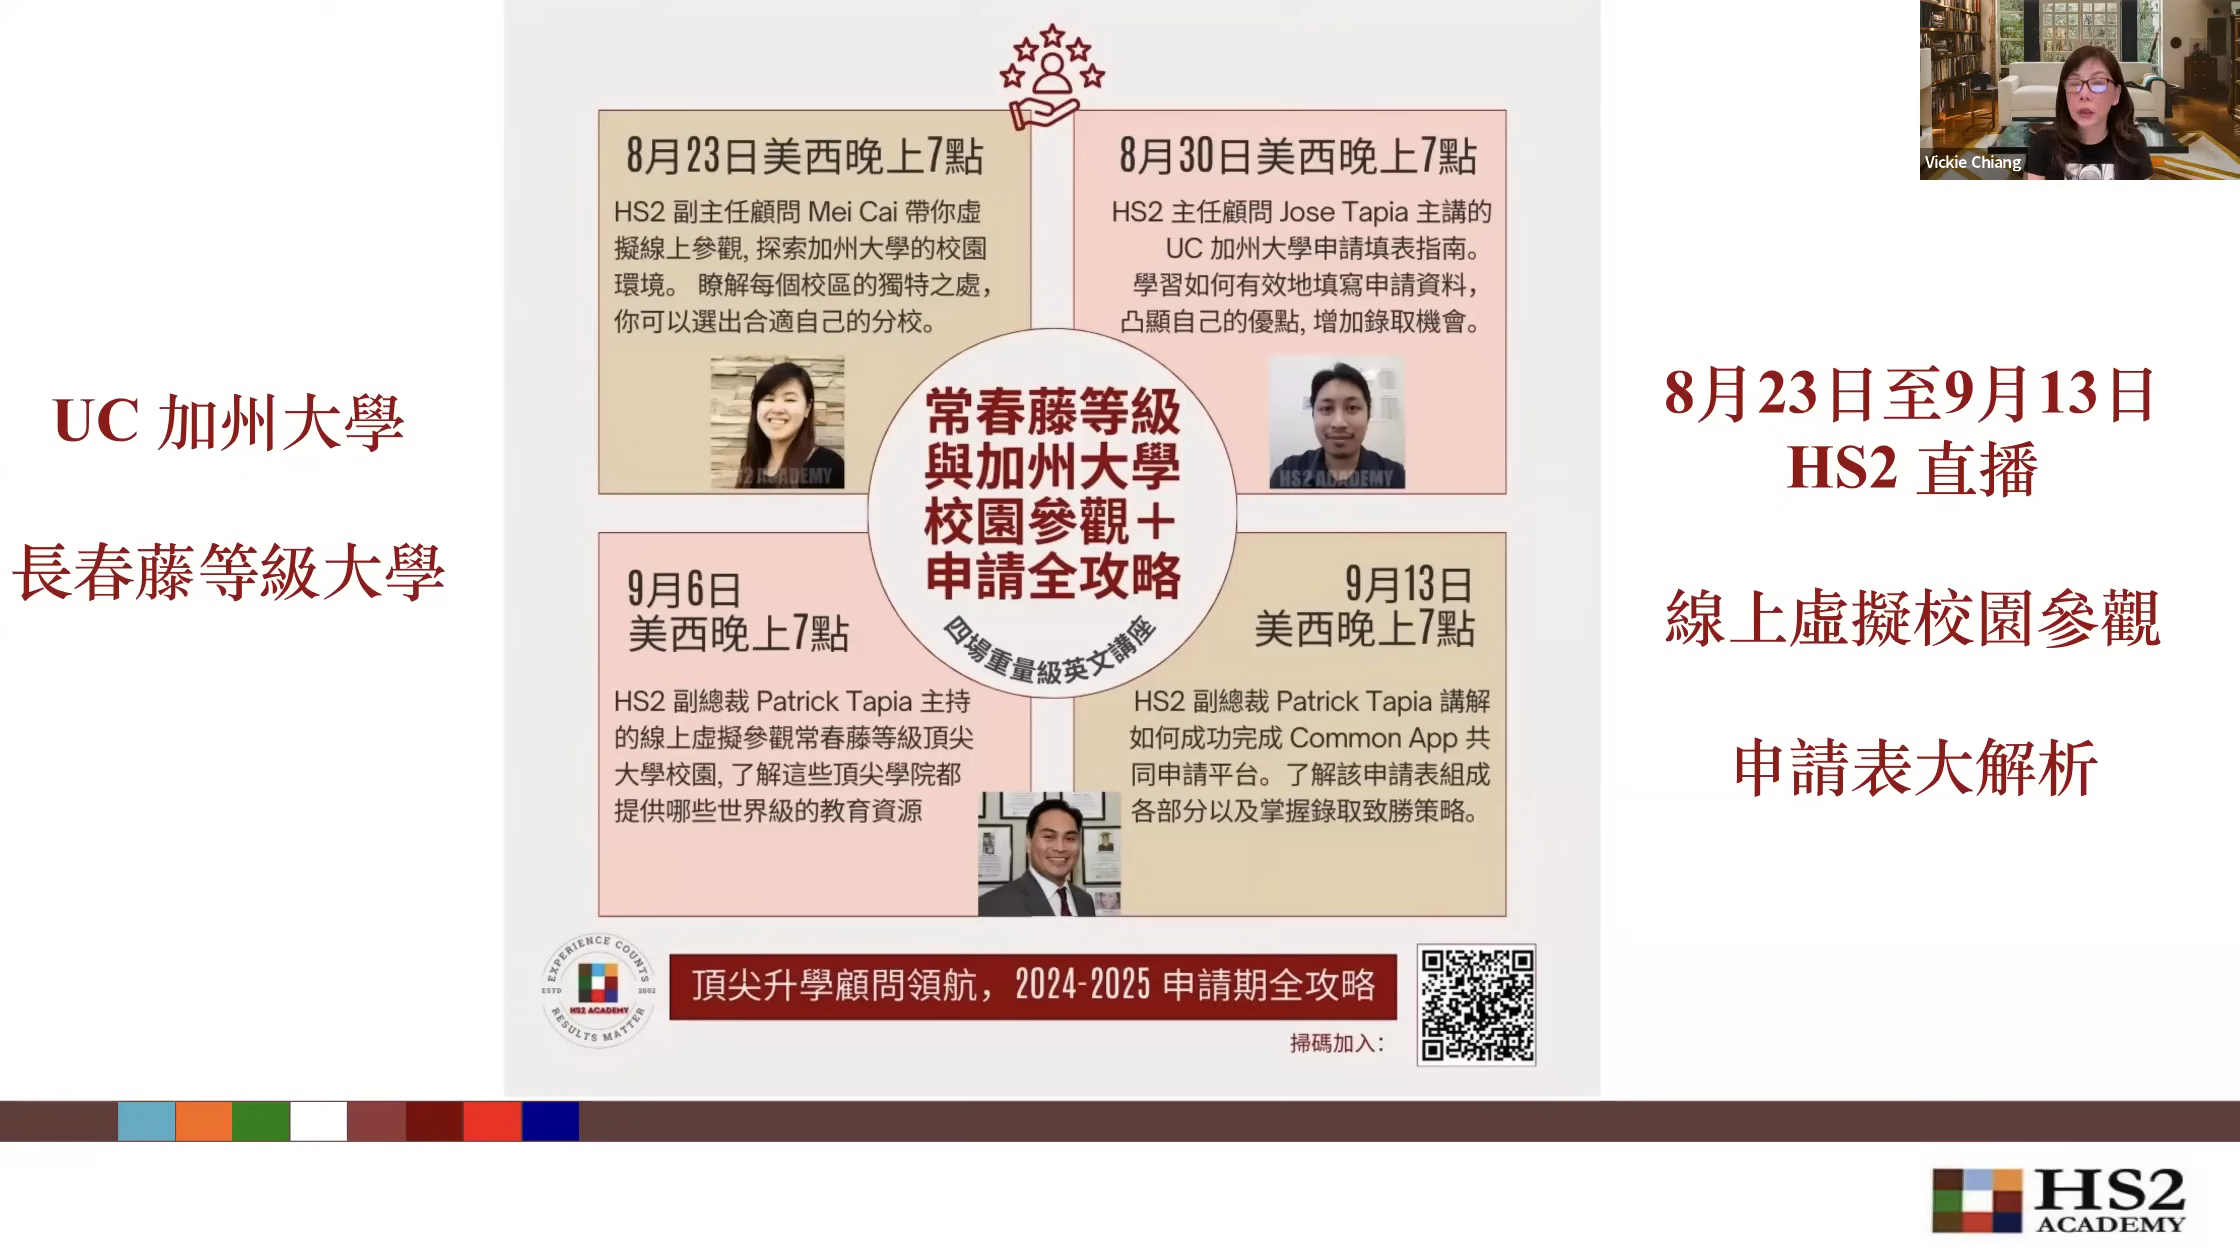 Vickie Chiang
UC 加州大學
長春藤等級大學
8月23日美西晚上7點
HS2 副主任顧問 Mei Cai 帶你虛
擬線上參觀, 探索加州大學的校園
環境。 瞭解每個校區的獨特之處，
你可以選出合適自己的分校。
HS2 ACADEMY
8月30日美西晚上7點
HS2 主任顧問 Jose Tapia 主講的
UC 加州大學申請填表指南。
學習如何有效地填寫申請資料，
凸顯自己的優點, 增加錄取機會。
HS2 ACADEMY
常春藤等級
與加州大學
校園參觀＋
申請全攻略
四場重量級英文講座
9月6日
美西晚上7點
HS2 副總裁 Patrick Tapia 主持
的線上虛擬參觀常春藤等級頂尖
大學校園, 了解這些頂尖學院都
提供哪些世界級的教育資源
9月13日
美西晚上7點
HS2 副總裁 Patrick Tapia 講解
如何成功完成 Common App 共
同申請平台。了解該申請表組成
各部分以及掌握錄取致勝策略。
EXPERIENCE COUNTS
ESTD 2002
HS2 ACADEMY
RESULTS MATTER
頂尖升學顧問領航，2024-2025 申請期全攻略
掃碼加入：
8月23日至9月13日
HS2 直播
線上虛擬校園參觀
申請表大解析
HS2
ACADEMY